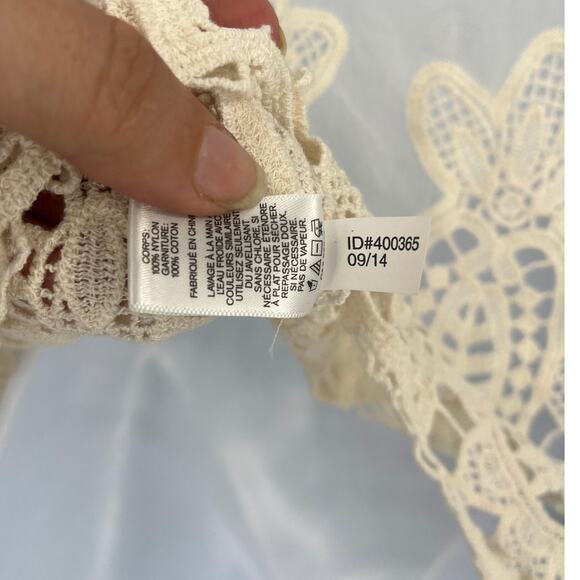 CORPS:
100% NYLON
GARNITURE:
100% COTON
FABRIQUÉ EN CHINE
LAVAGE À LA MAIN
L'EAU FROIDE AVEC
COULEURS SIMILAIRE
UTILISER SEULEMENT
DU JAVELLISANT
SANS CHLORE, SI
NÉCESSAIRE. ÉTENDRE
À PLAT POUR SÉCHER.
REPASSAGE DOUX,
SI NÉCESSAIRE.
PAS DE VAPEUR.
ID#400365
09/14